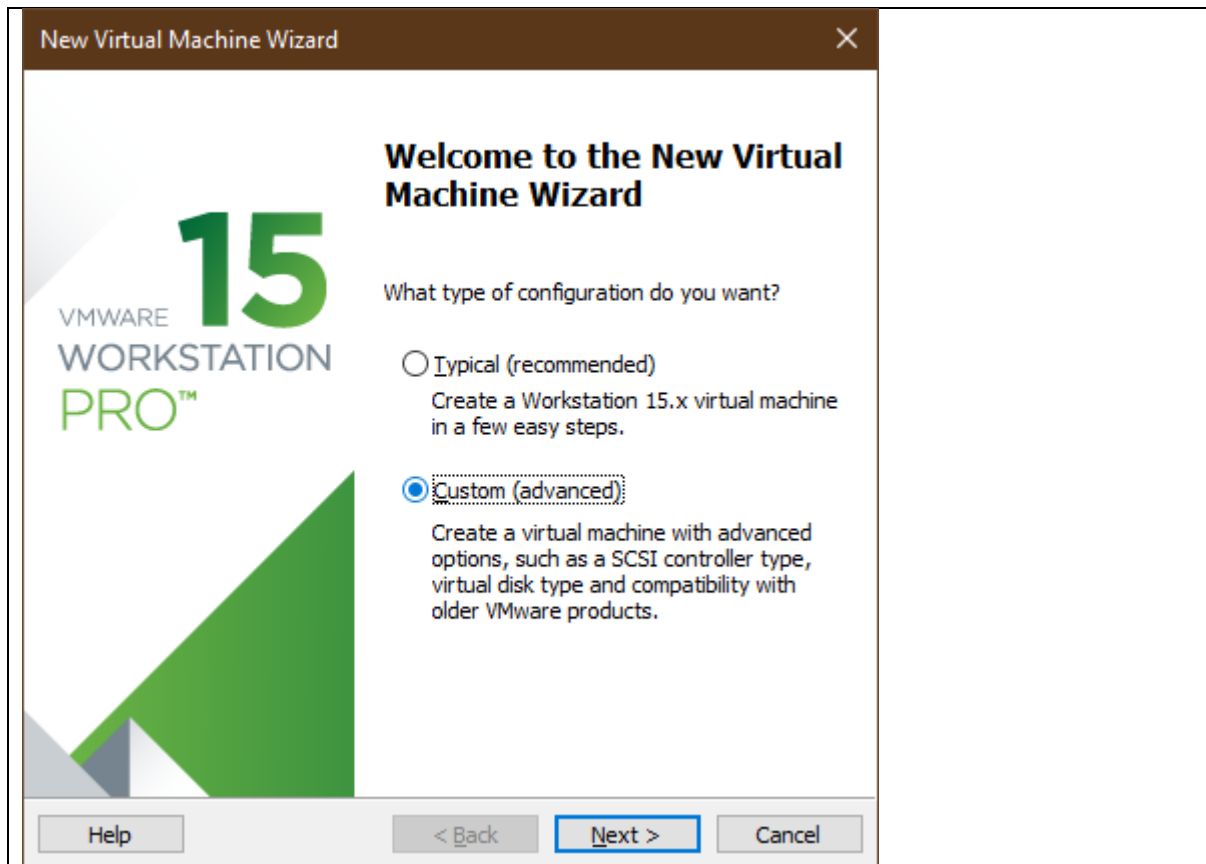 New Virtual Machine Wizard
Welcome to the New Virtual
Machine Wizard
15
VMWARE
WORKSTATION
PRO™
What type of configuration do you want?
Typical (recommended)
Create a Workstation 15.x virtual machine
in a few easy steps.
Custom (advanced)
Create a virtual machine with advanced
options, such as a SCSI controller type,
virtual disk type and compatibility with
older VMware products.
Help
< Back
Next >
Cancel